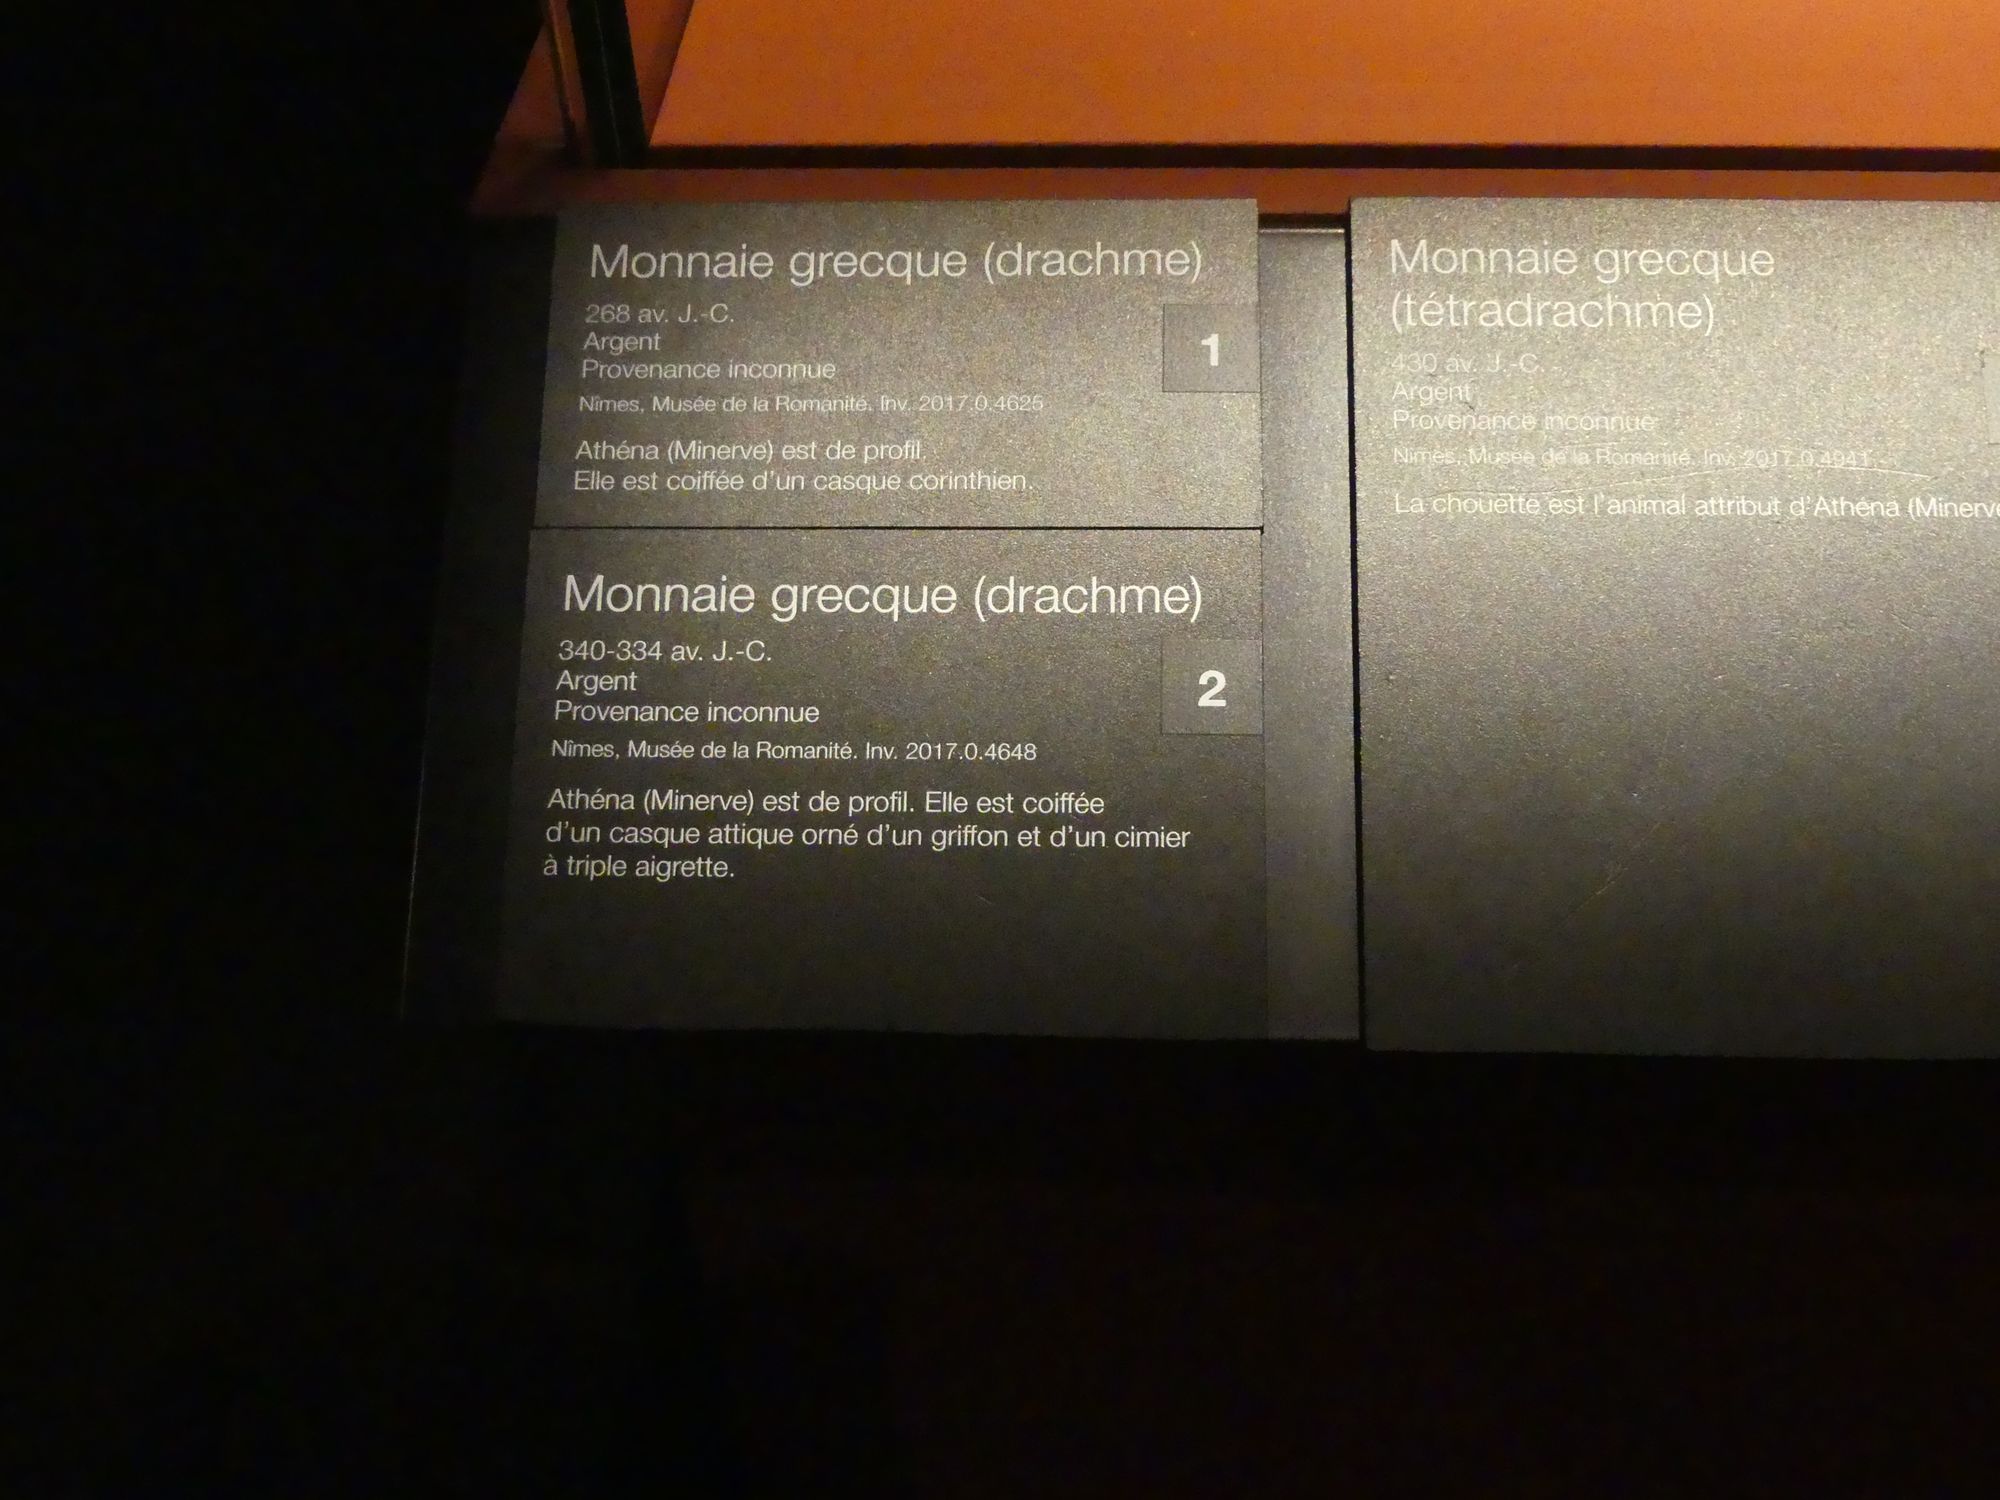 Monnaie grecque (drachme)
268 av. J.-C.
Argent
Provenance inconnue
Nîmes, Musée de la Romanité. Inv. 2017.0.4625
Athéna (Minerve) est de profil.
Elle est coiffée d'un casque corinthien.
1
Monnaie grecque (drachme)
340-334 av. J.-C.
Argent
Provenance inconnue
Nîmes, Musée de la Romanité. Inv. 2017.0.4648
Athéna (Minerve) est de profil. Elle est coiffée
d'un casque attique orné d'un griffon et d'un cimier
à triple aigrette.
2
Monnaie grecque
(tétradrachme)
430 av. J.-C.
Argent
Provenance inconnue
Nîmes, Musée de la Romanité. Inv. 2017.0.4941
La chouette est l'animal attribut d'Athéna (Minerve